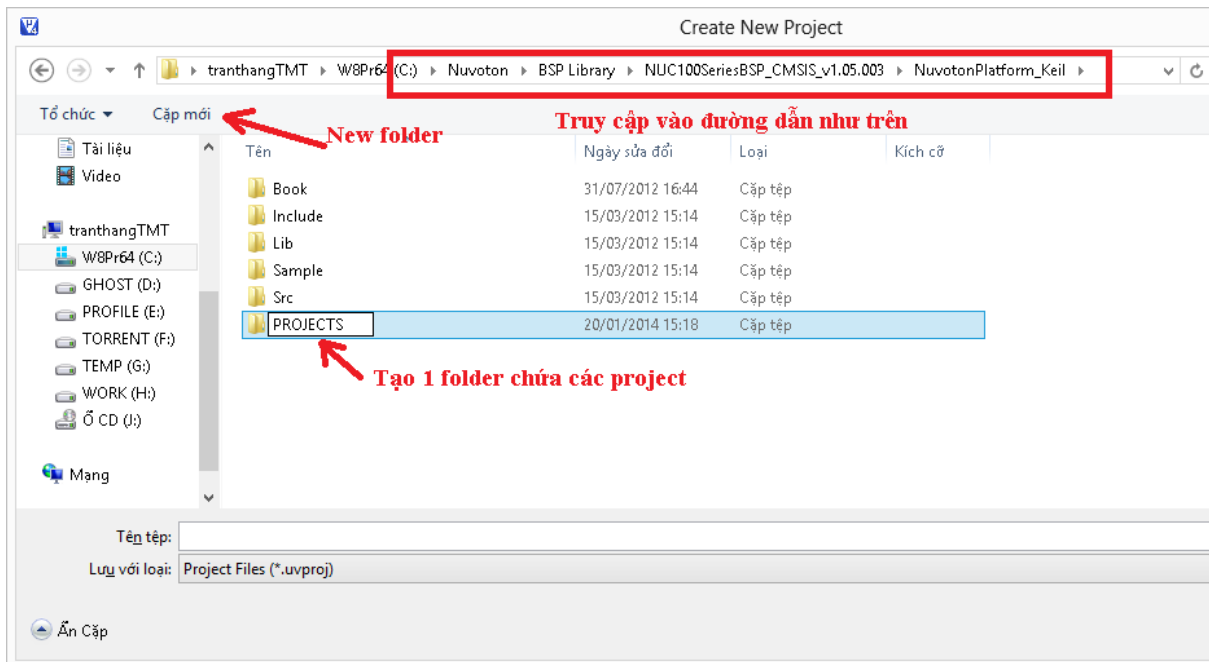 Create New Project
tranthangTMT W8Pr64 (C:) Nuvoton BSP Library NUC100SeriesBSP_CMSIS_v1.05.003 NuvotonPlatform_Keil
Tổ chức Cặp mới
New folder
Truy cập vào đường dẫn như trên
Tài liệu
Video
tranthangTMT
W8Pr64 (C:)
GHOST (D:)
PROFILE (E:)
TORRENT (F:)
TEMP (G:)
WORK (H:)
Ổ CD (J:)
Mạng
Tên Ngày sửa đổi Loại Kích cỡ
Book 31/07/2012 16:44 Cặp tệp
Include 15/03/2012 15:14 Cặp tệp
Lib 15/03/2012 15:14 Cặp tệp
Sample 15/03/2012 15:14 Cặp tệp
Src 15/03/2012 15:14 Cặp tệp
PROJECTS 20/01/2014 15:18 Cặp tệp
Tạo 1 folder chứa các project
Tên tệp:
Lưu với loại: Project Files (*.uvproj)
Ẩn Cặp